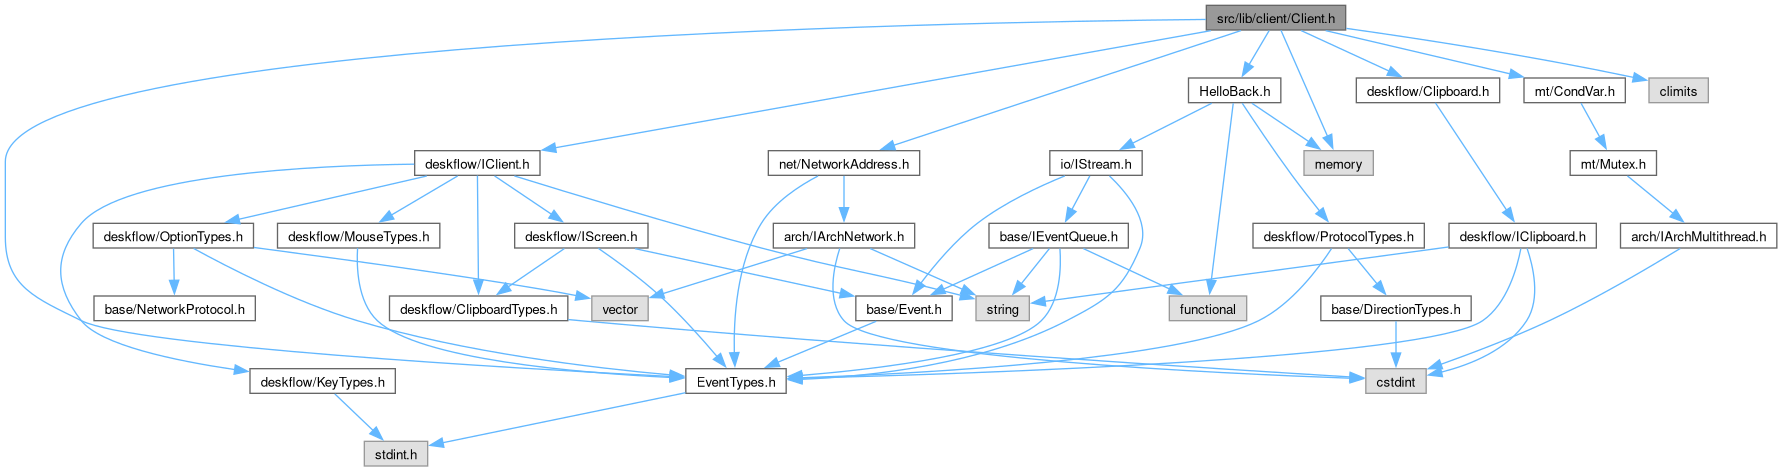 src/lib/client/Client.h
HelloBack.h
deskflow/Clipboard.h
mt/CondVar.h
climits
deskflow/IClient.h
net/NetworkAddress.h
io/IStream.h
memory
mt/Mutex.h
deskflow/OptionTypes.h
deskflow/MouseTypes.h
deskflow/IScreen.h
arch/IArchNetwork.h
base/IEventQueue.h
deskflow/ProtocolTypes.h
deskflow/IClipboard.h
arch/IArchMultithread.h
base/NetworkProtocol.h
deskflow/ClipboardTypes.h
vector
base/Event.h
string
functional
base/DirectionTypes.h
deskflow/KeyTypes.h
EventTypes.h
cstdint
stdint.h